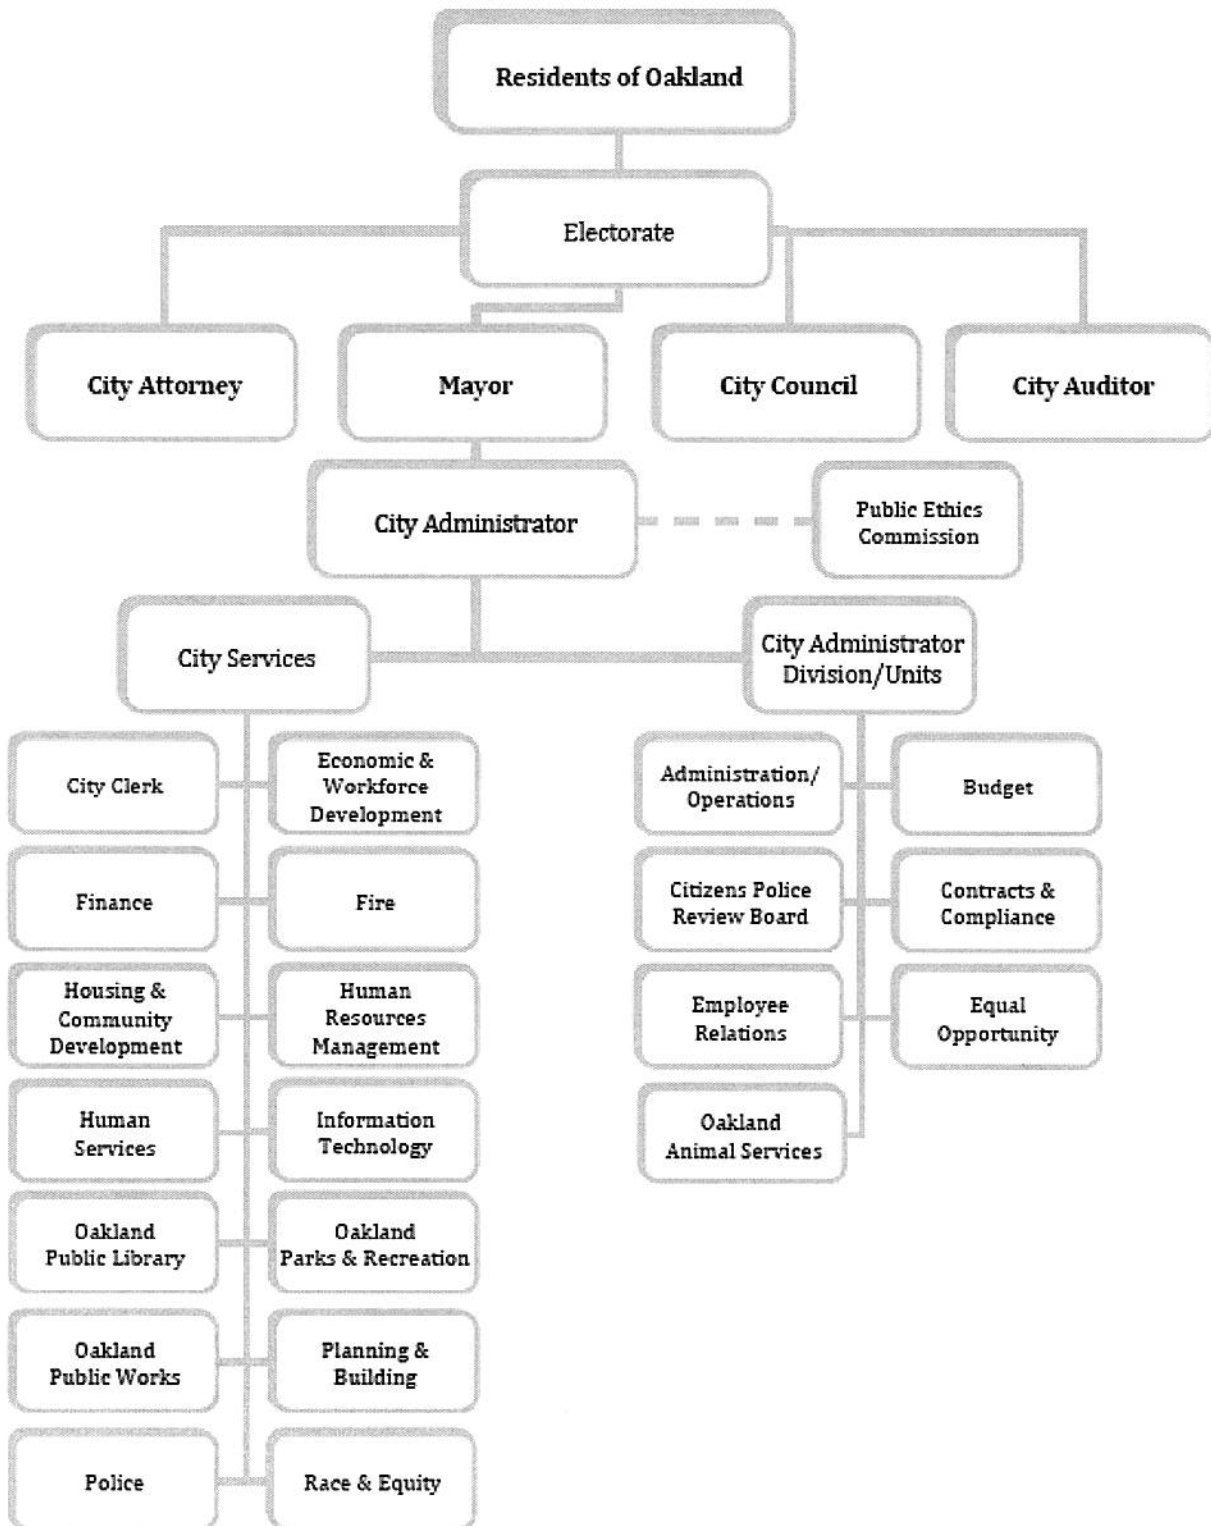 Residents of Oakland
Electorate
City Attorney
Mayor
City Council
City Auditor
City Administrator
Public Ethics
Commission
City Services
City Administrator
Division/Units
City Clerk
Economic &
Workforce
Development
Administration/
Operations
Budget
Finance
Fire
Citizens Police
Review Board
Contracts &
Compliance
Housing &
Community
Development
Human
Resources
Management
Employee
Relations
Equal
Opportunity
Human
Services
Information
Technology
Oakland
Animal Services
Oakland
Public Library
Oakland
Parks & Recreation
Oakland
Public Works
Planning &
Building
Police
Race & Equity